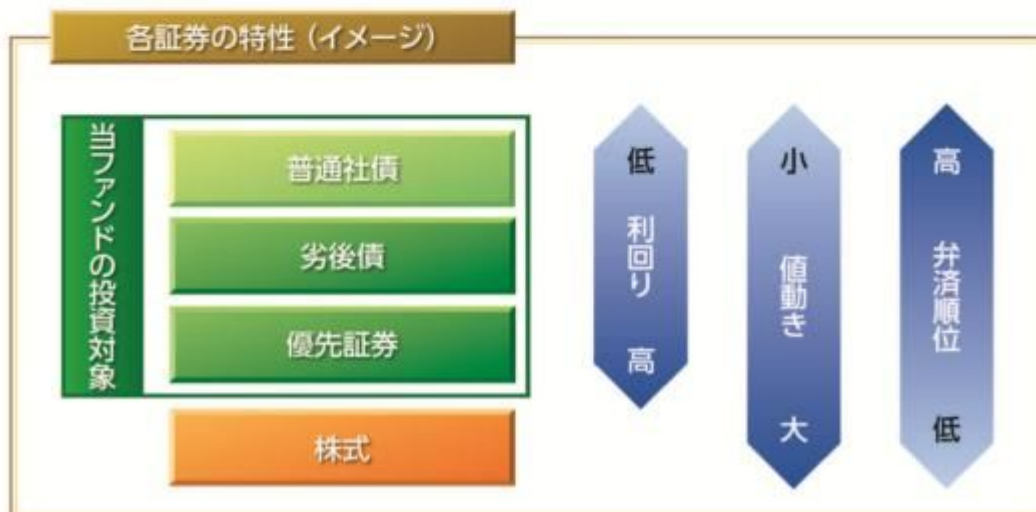 各証券の特性（イメージ）
当ファンドの投資対象
普通社債
劣後債
優先証券
株式
低
利回り
高
小
値動き
大
高
弁済順位
低